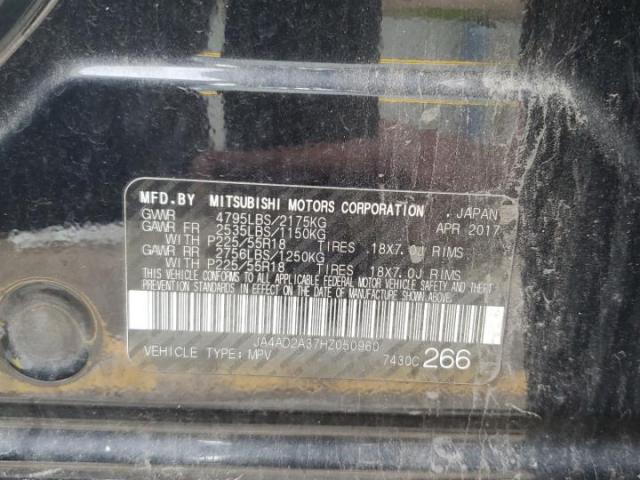 MFD.BY MITSUBISHI MOTORS CORPORATION , JAPAN
GVWR 4795LBS/2175KG APR 2017
GAWR FR 2535LBS/1150KG
WITH P225/55R18 TIRES . 18X7.0J RIMS
GAWR RR 2756LBS/1250KG
WITH P225/55R18 TIRES . 18X7.0J RIMS
THIS VEHICLE CONFORMS TO ALL APPLICABLE FEDERAL MOTOR VEHICLE SAFETY AND THEFT
PREVENTION STANDARDS IN EFFECT ON THE DATE OF MANUFACTURE SHOWN ABOVE.
JA4AD2A37HZ050960
VEHICLE TYPE: MPV 7430C 266